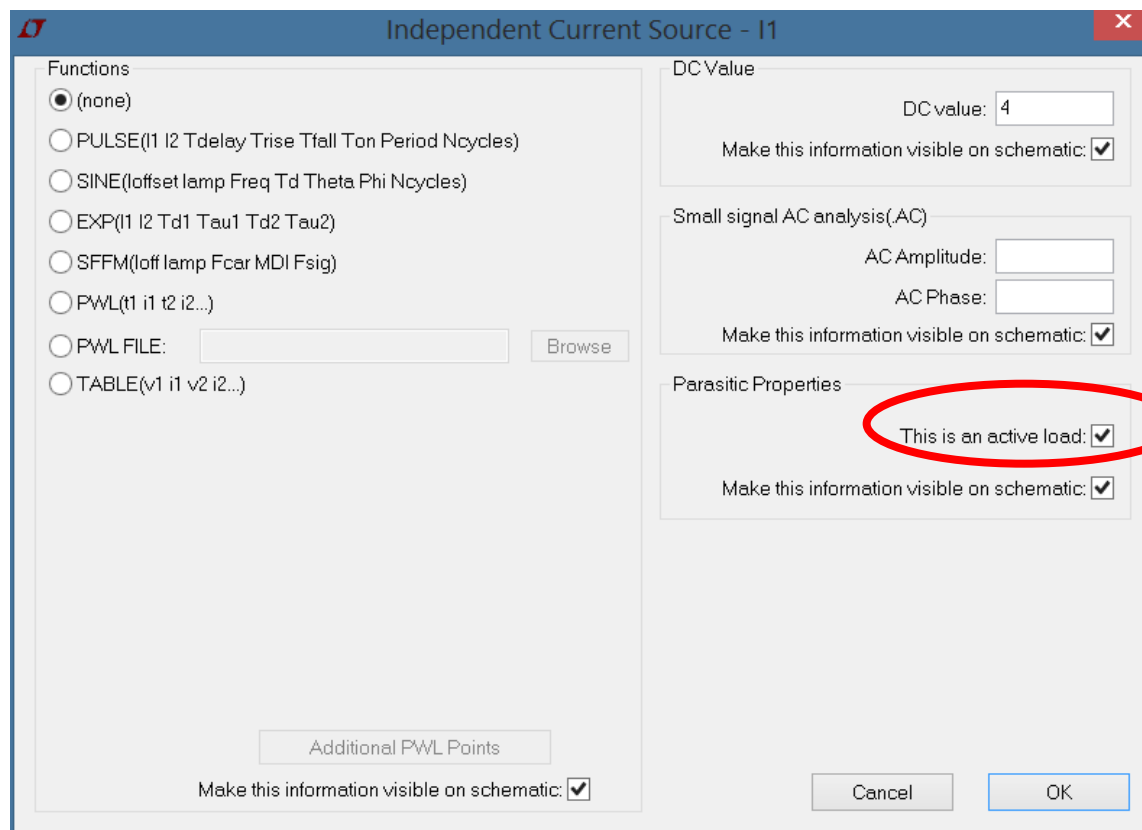 Independent Current Source - I1
Functions
(none)
PULSE(I1 I2 Tdelay Trise Tfall Ton Period Ncycles)
SINE(Ioffset Iamp Freq Td Theta Phi Ncycles)
EXP(I1 I2 Td1 Tau1 Td2 Tau2)
SFFM(Ioff Iamp Fcar MDI Fsig)
PWL(t1 i1 t2 i2...)
PWL FILE:
Browse
TABLE(v1 i1 v2 i2...)
Additional PWL Points
Make this information visible on schematic:
DC Value
DC value: 4
Make this information visible on schematic:
Small signal AC analysis(.AC)
AC Amplitude:
AC Phase:
Make this information visible on schematic:
Parasitic Properties
This is an active load:
Make this information visible on schematic:
Cancel
OK